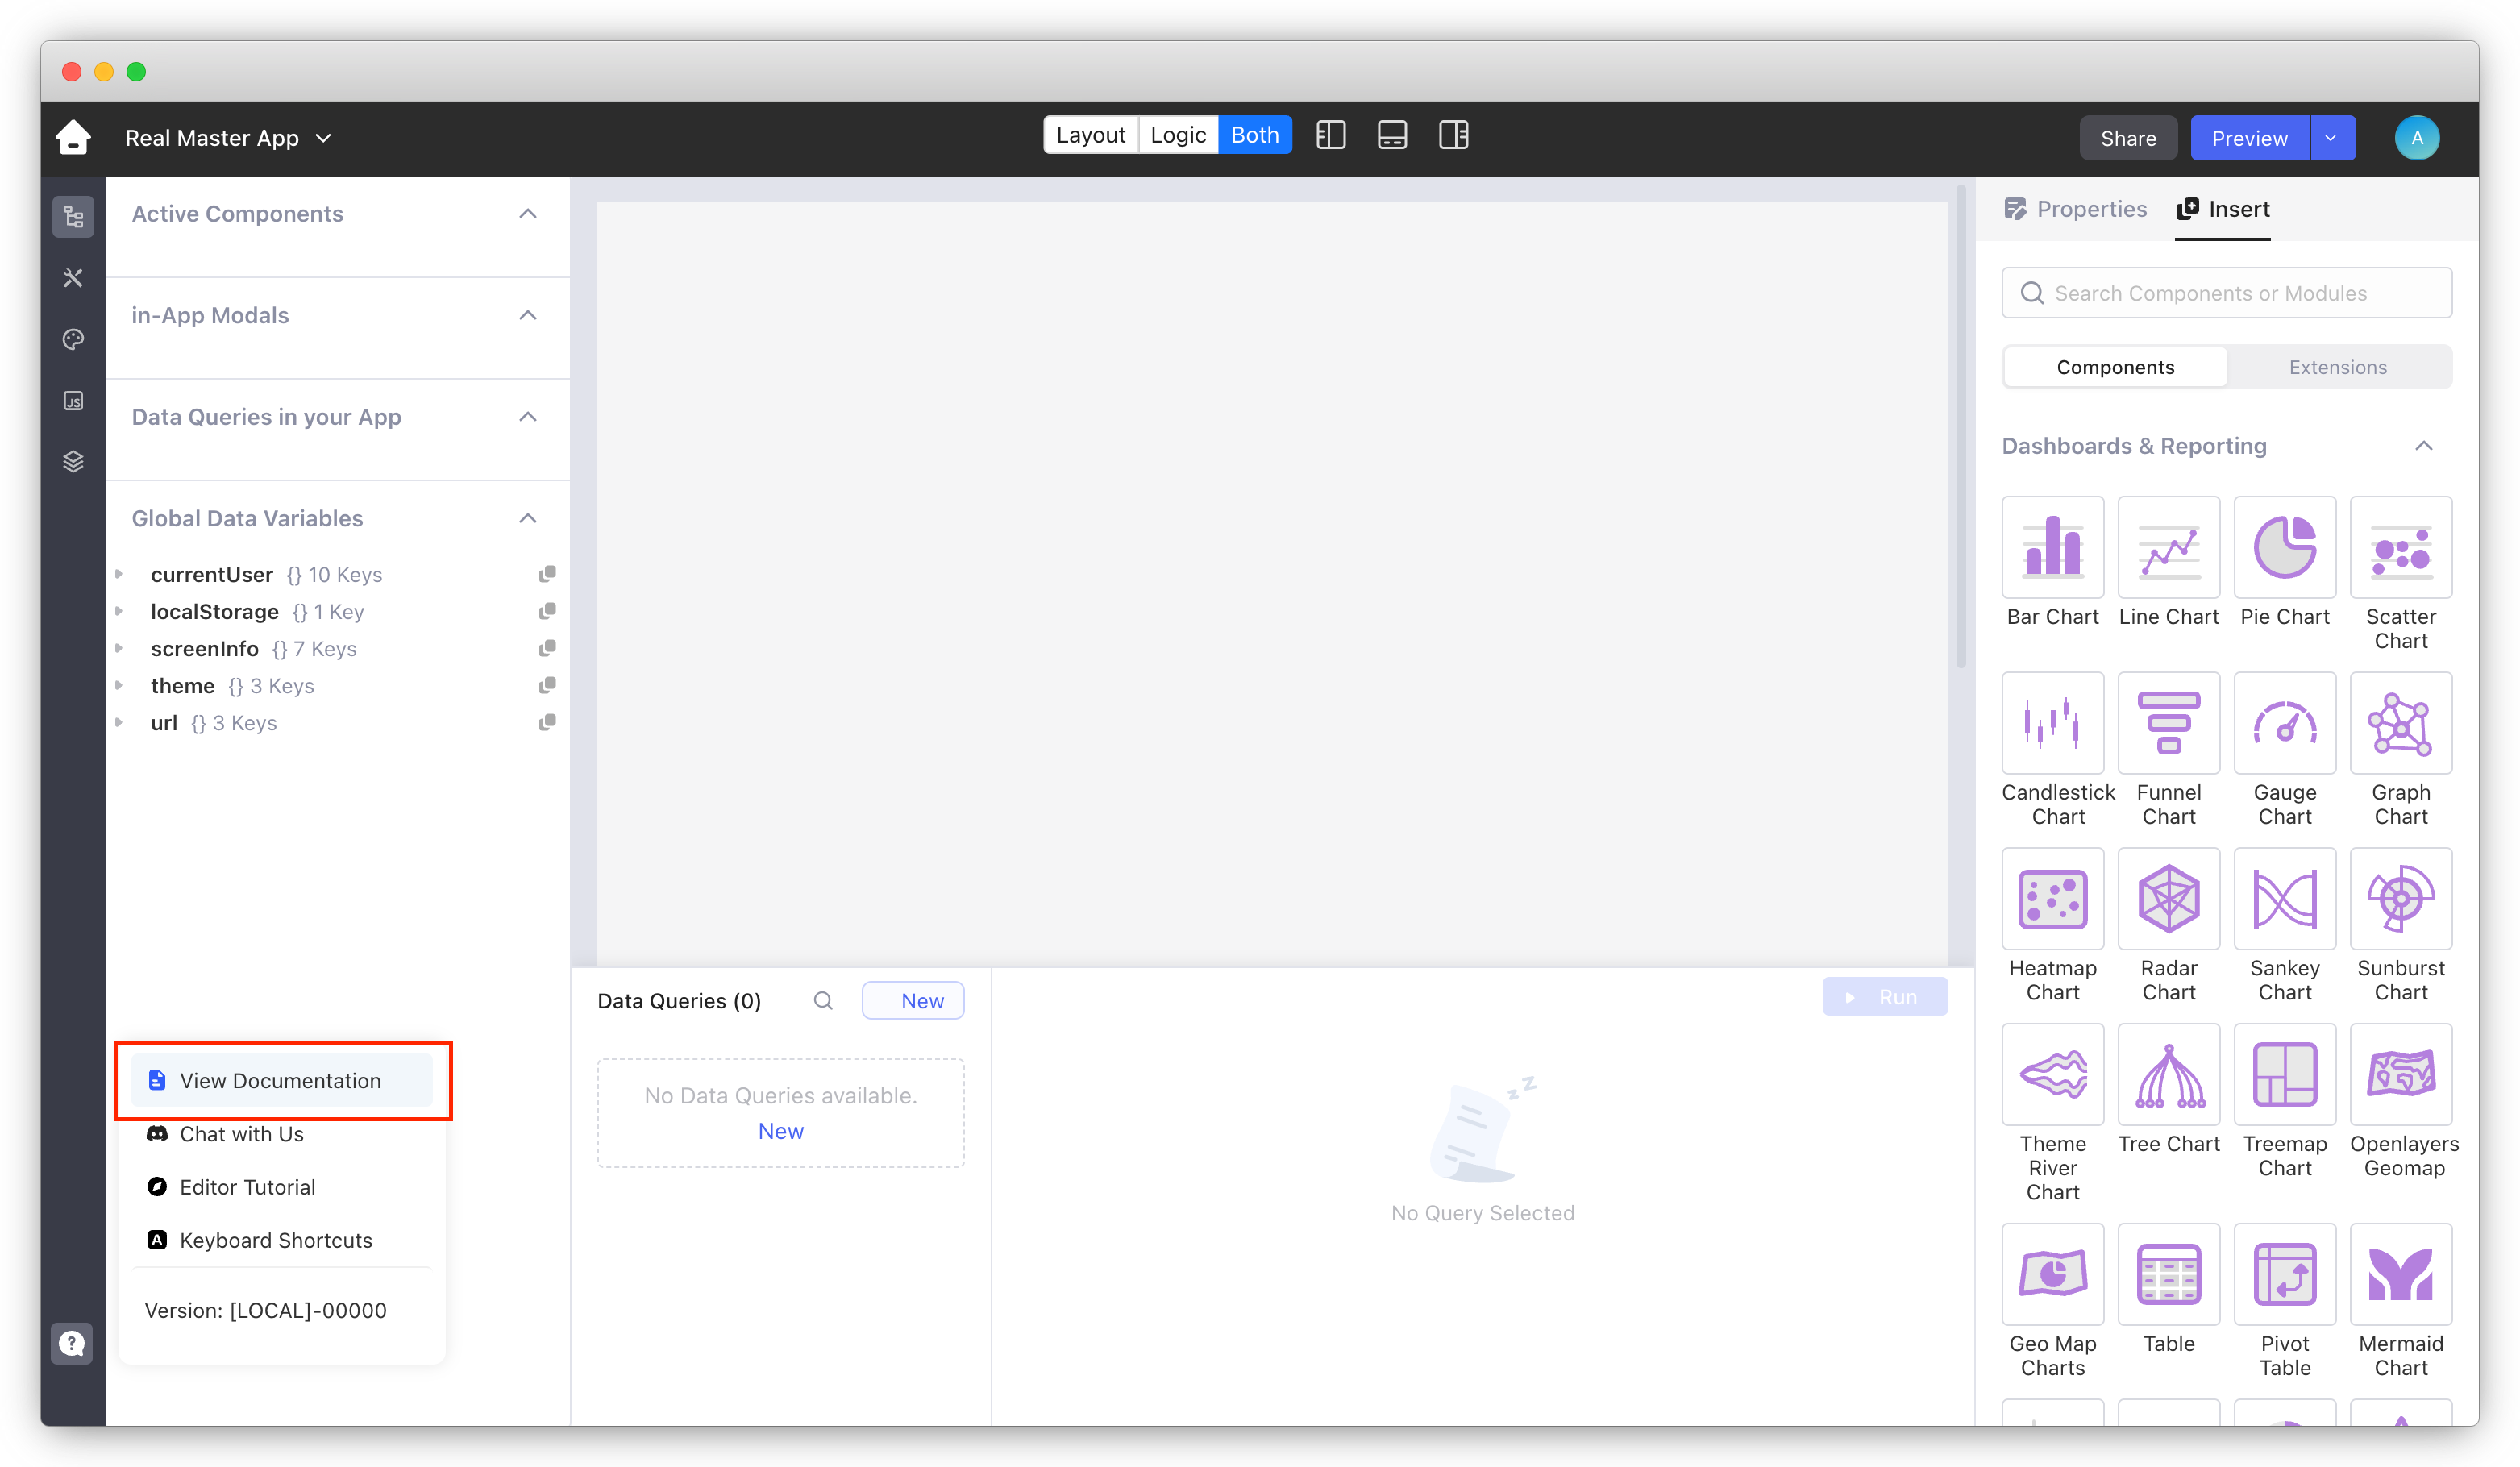 Real Master App
Layout Logic Both
Share Preview A
Active Components
in-App Modals
Data Queries in your App
Global Data Variables
currentUser {} 10 Keys
localStorage {} 1 Key
screenInfo {} 7 Keys
theme {} 3 Keys
url {} 3 Keys
JS
View Documentation
Chat with Us
Editor Tutorial
A Keyboard Shortcuts
Version: [LOCAL]-00000
?
Data Queries (0)
New
No Data Queries available.
New
Run
z z
No Query Selected
Properties Insert
Search Components or Modules
Components Extensions
Dashboards & Reporting
Bar Chart
Line Chart
Pie Chart
Scatter
Chart
Candlestick
Chart
Funnel
Chart
Gauge
Chart
Graph
Chart
Heatmap
Chart
Radar
Chart
Sankey
Chart
Sunburst
Chart
Theme
River
Chart
Tree Chart
Treemap
Chart
Openlayers
Geomap
Geo Map
Charts
Table
Pivot
Table
Mermaid
Chart